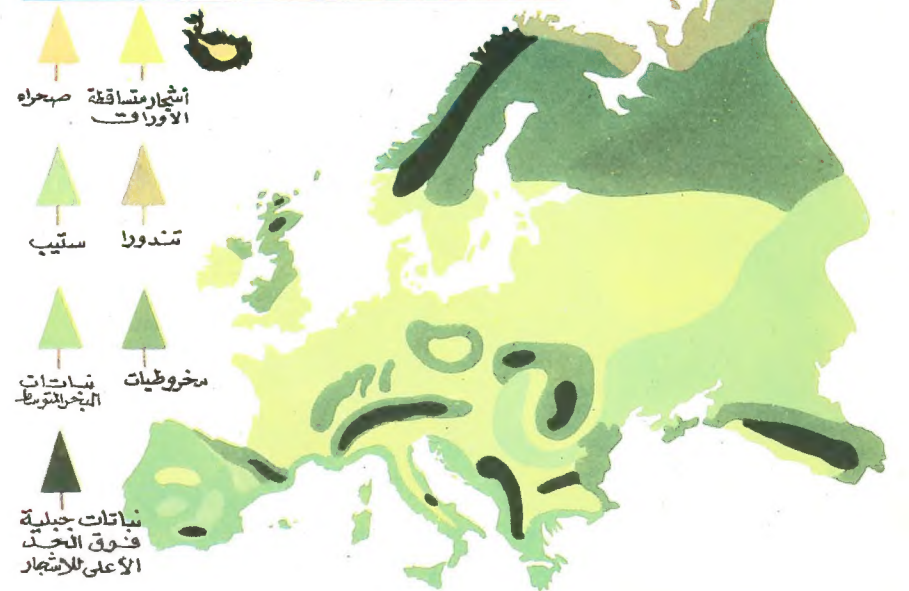 أشجار متساقطة
الأوراق
صحراء
تندورا
ستيب
مخروطيات
نباتات
البحر المتوسط
نباتات جبلية
فوق الحد
الأعلى للأشجار